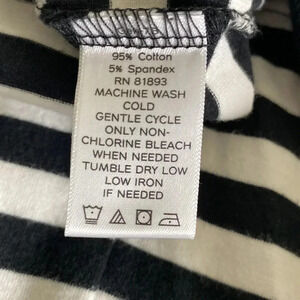 95% Cotton
5% Spandex
RN 81893
MACHINE WASH
COLD
GENTLE CYCLE
ONLY NON-
CHLORINE BLEACH
WHEN NEEDED
TUMBLE DRY LOW
LOW IRON
IF NEEDED